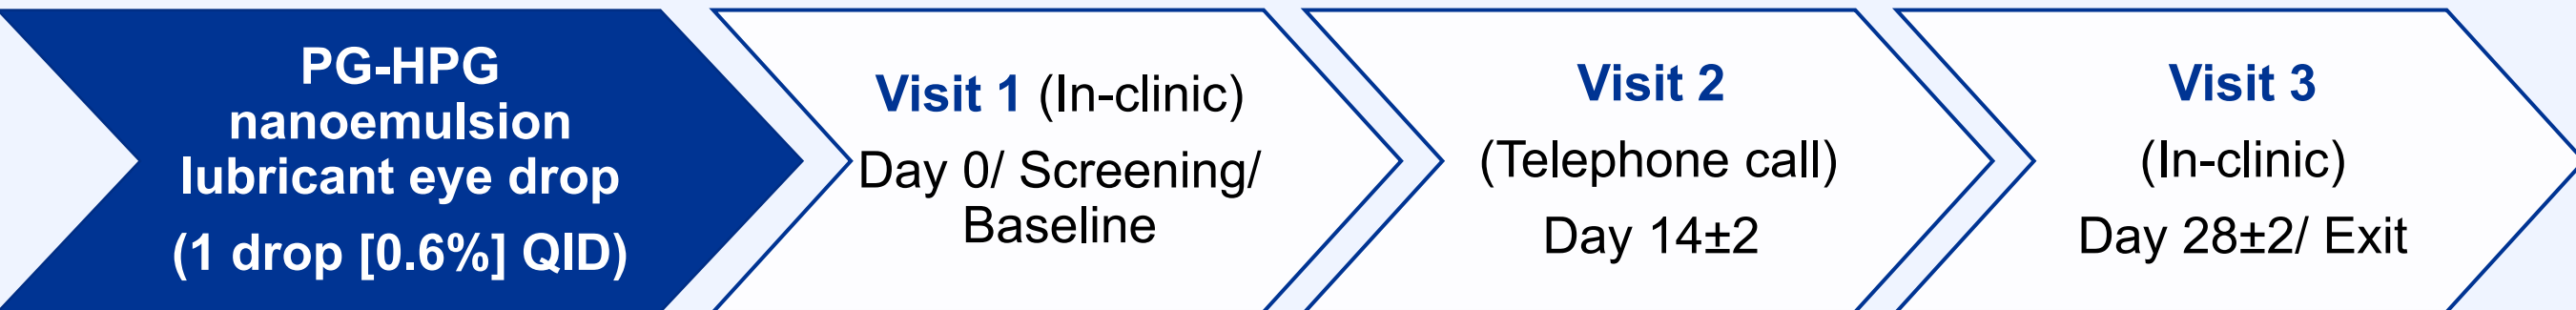 PG-HPG
nanoemulsion
lubricant eye drop
(1 drop [0.6%] QID)
Visit 1 (In-clinic)
Day 0/ Screening/
Baseline
Visit 2
(Telephone call)
Day 14±2
Visit 3
(In-clinic)
Day 28±2/ Exit